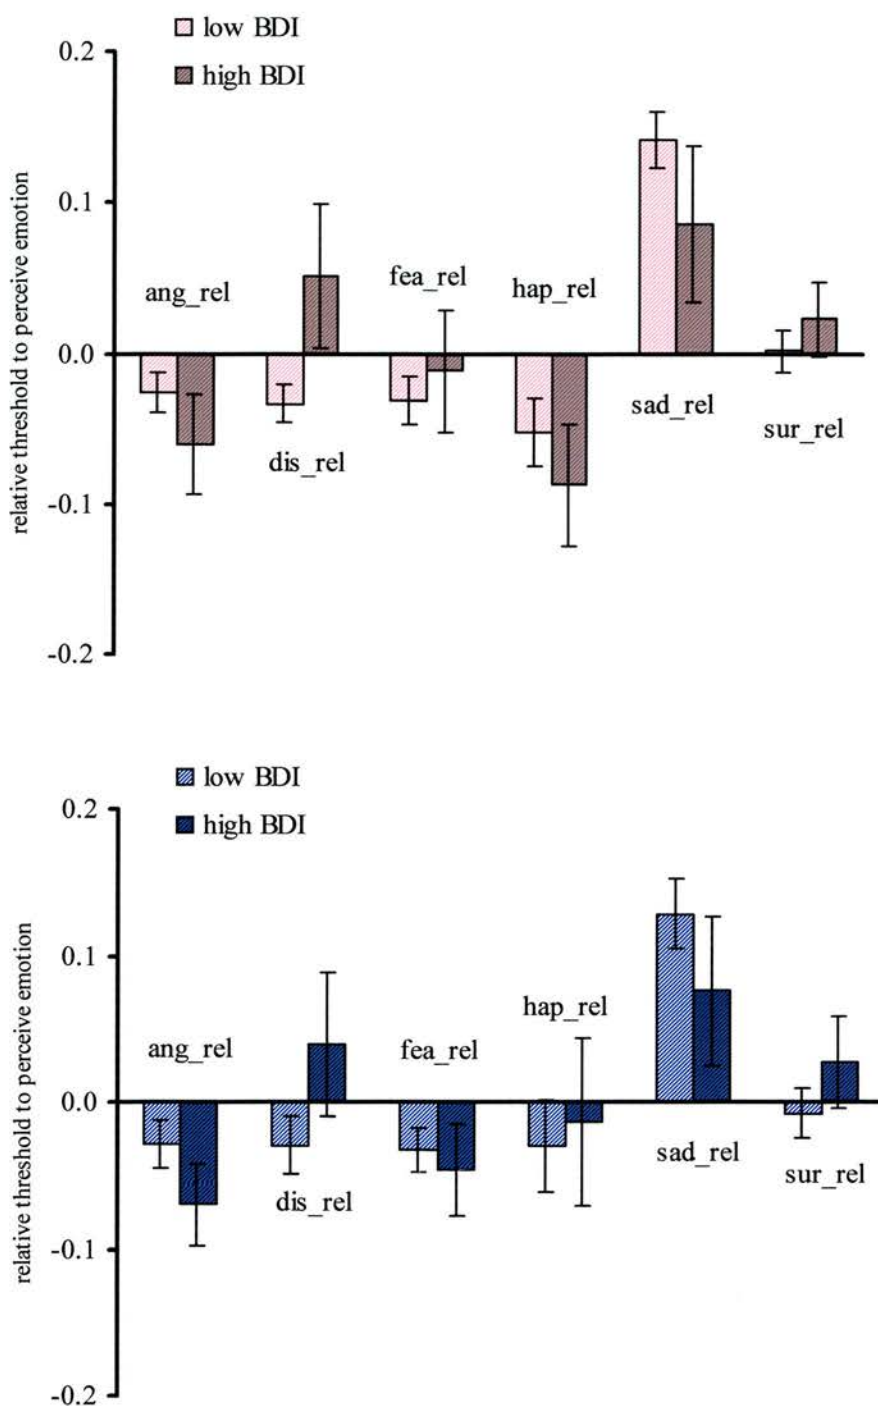 low BDI
high BDI
relative threshold to perceive emotion
0.2
0.1
0.0
-0.1
-0.2
ang_rel
dis_rel
fea_rel
hap_rel
sad_rel
sur_rel
low BDI
high BDI
relative threshold to perceive emotion
0.2
0.1
0.0
-0.1
-0.2
ang_rel
dis_rel
fea_rel
hap_rel
sad_rel
sur_rel